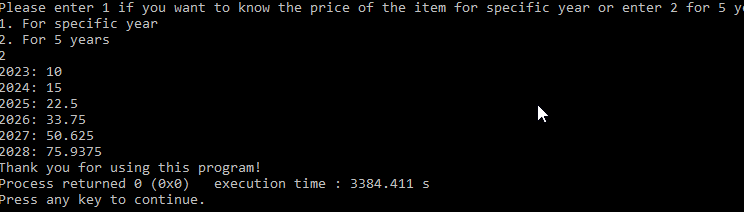 Please enter 1 if you want to know the price of the item for specific year or enter 2 for 5
1. For specific year
2. For 5 years
2
2023: 10
2024: 15
2025: 22.5
2026: 33.75
2027: 50.625
2028: 75.9375
Thank you for using this program!
Process returned 0 (0x0)   execution time : 3384.411 s
Press any key to continue.